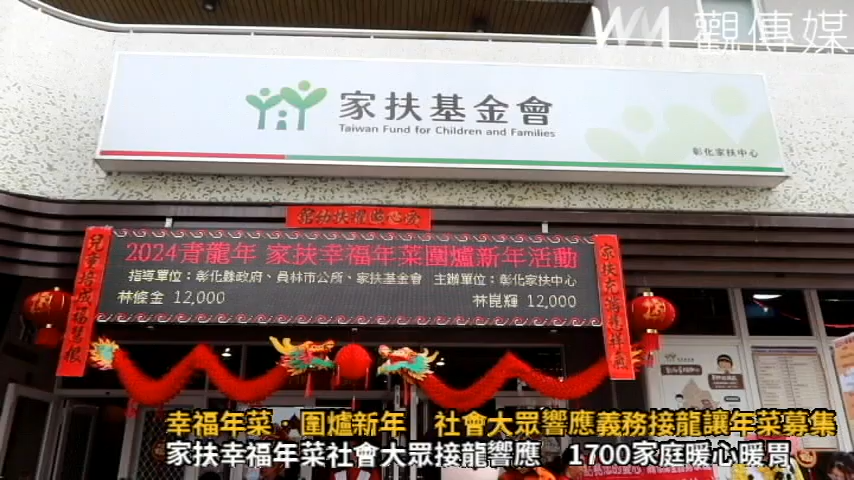 WM 觀傳媒
家扶基金會
Taiwan Fund for Children and Families
彰化家扶中心
2024青龍年 家扶幸福年菜圍爐新年活動
指導單位：彰化縣政府、員林市公所、家扶基金會 主辦單位：彰化家扶中心
林條金 12,000 林崑輝 12,000
幸福年菜．圍爐新年 社會大眾響應義務接龍讓年菜募集
家扶幸福年菜社會大眾接龍響應 1700家庭暖心暖胃